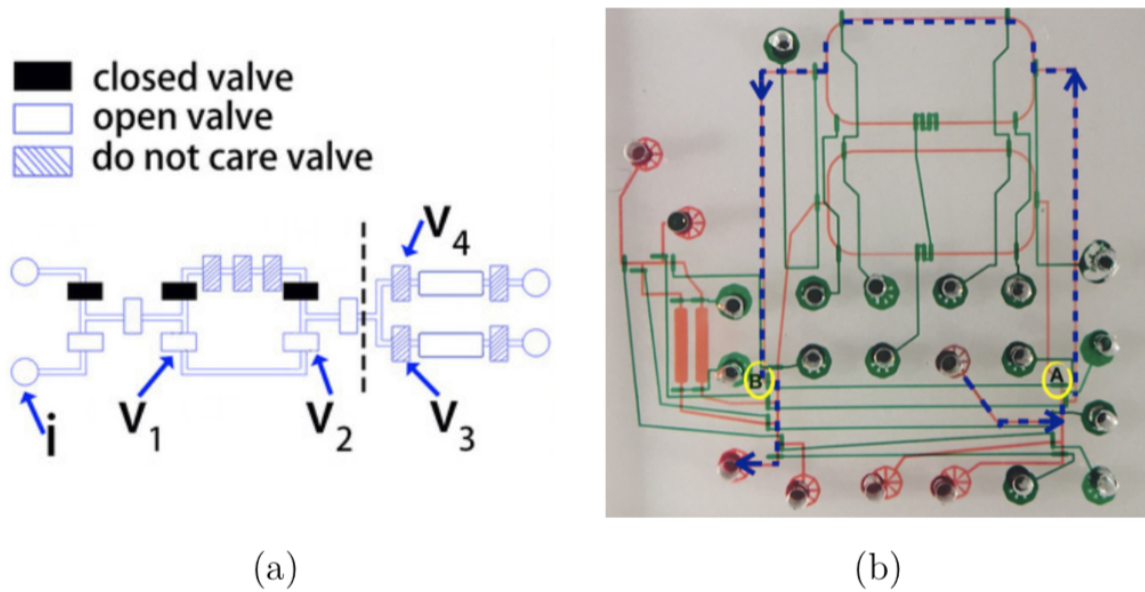 closed valve
open valve
do not care valve
V4
i
V1
V2
V3
B
A
(a)
(b)